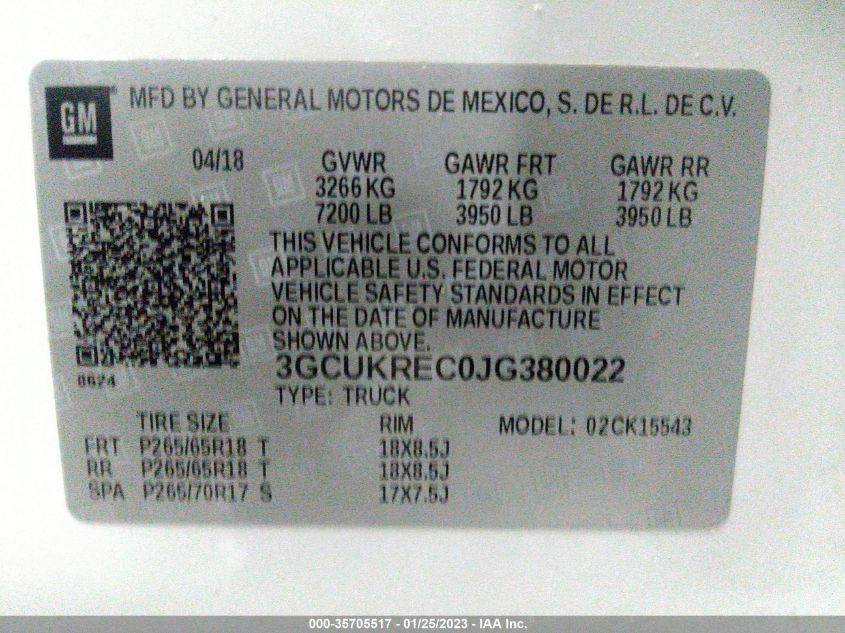 GM® MFD BY GENERAL MOTORS DE MEXICO, S. DE R.L. DE C.V.
04/18 GVWR GAWR FRT GAWR RR
3266 KG 1792 KG 1792 KG
7200 LB 3950 LB 3950 LB
THIS VEHICLE CONFORMS TO ALL
APPLICABLE U.S. FEDERAL MOTOR
VEHICLE SAFETY STANDARDS IN EFFECT
ON THE DATE OF MANUFACTURE
SHOWN ABOVE.
3GCUKREC0JG380022
0624
TYPE: TRUCK
TIRE SIZE RIM MODEL: 02CK15543
FRT P265/65R18 T 18X8.5J
RR P265/65R18 T 18X8.5J
SPA P265/70R17 S 17X7.5J
000-35705517 - 01/25/2023 - IAA Inc.